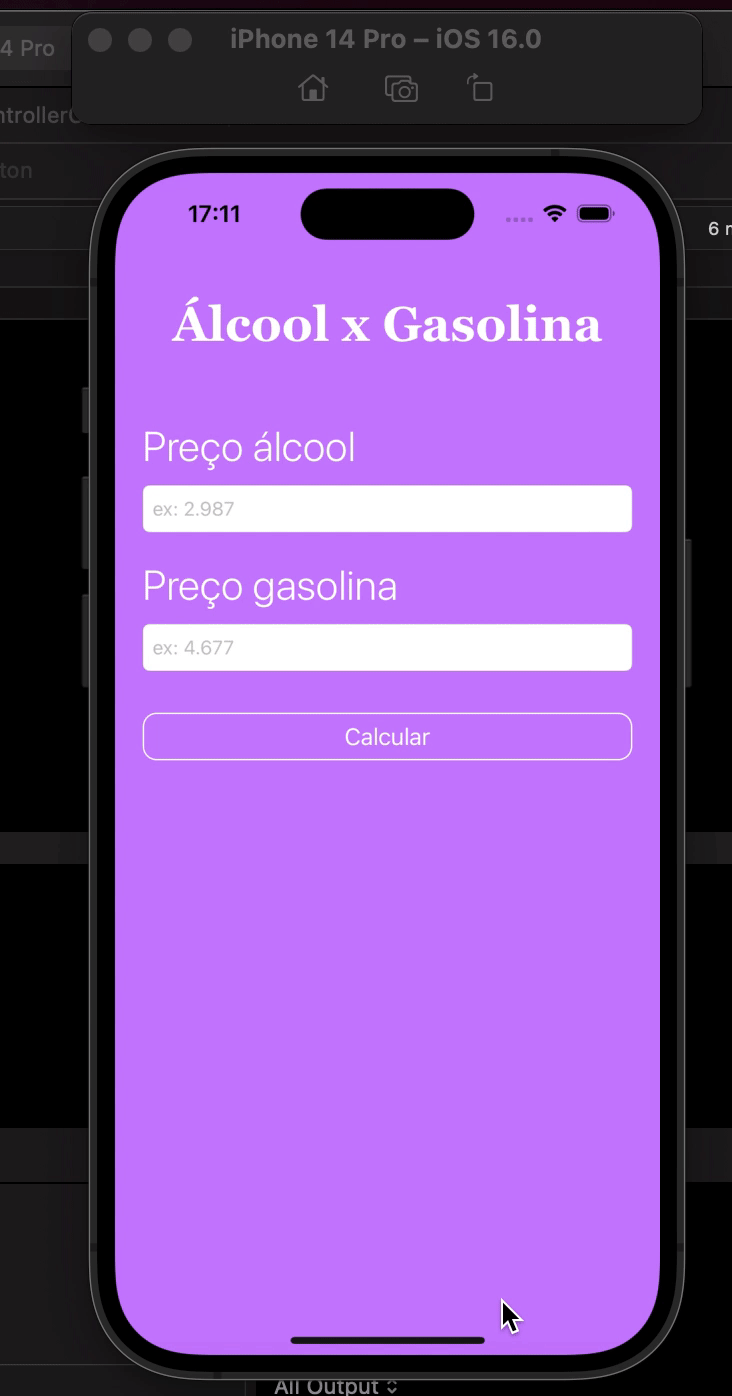 4 Pro
iPhone 14 Pro – iOS 16.0
ntroller
ton
17:11
6
Álcool x Gasolina
Preço álcool
ex: 2.987
Preço gasolina
ex: 4.677
Calcular
All Output